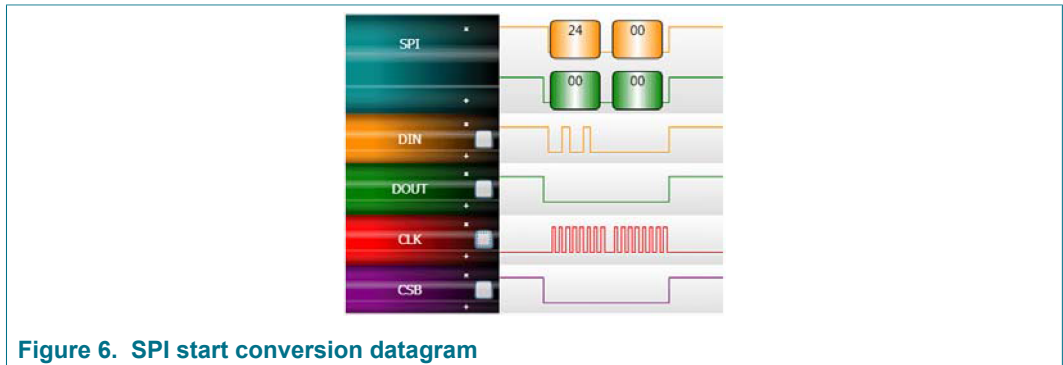 SPI
24 00
00 00
DIN
DOUT
CLK
CSB
Figure 6. SPI start conversion datagram